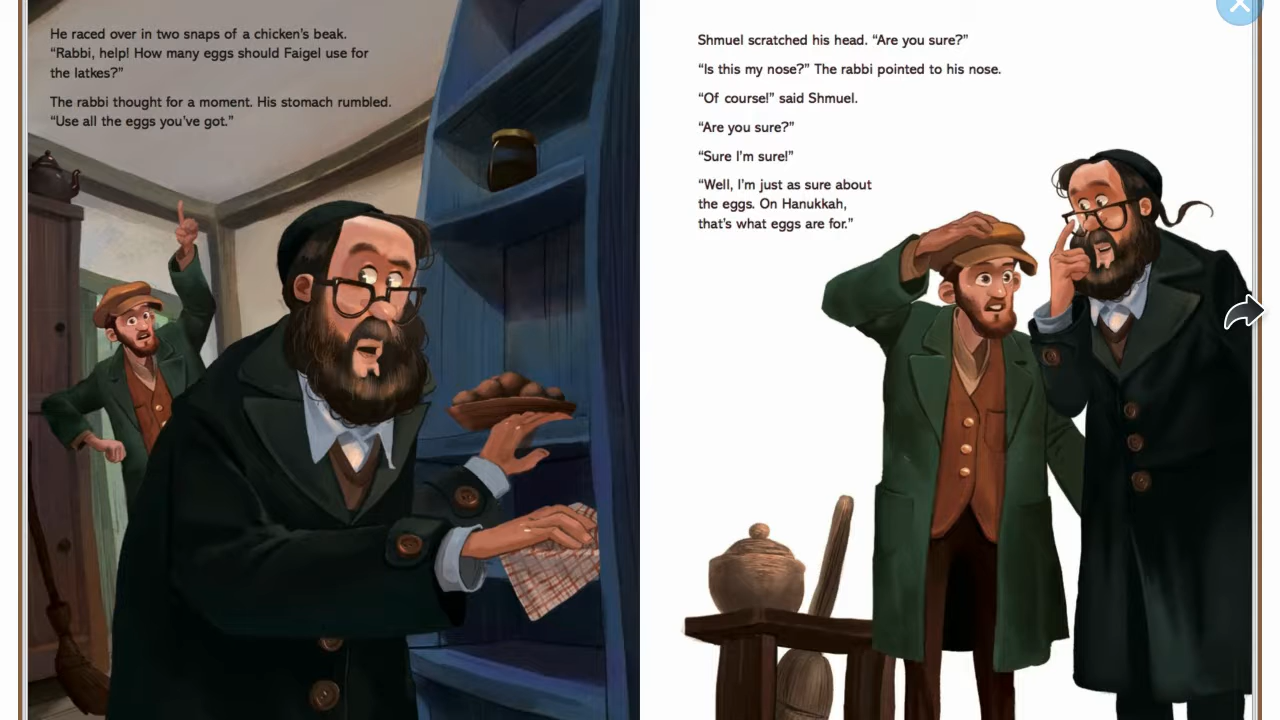 He raced over in two snaps of a chicken's beak.
“Rabbi, help! How many eggs should Faigel use for
the latkes?”
The rabbi thought for a moment. His stomach rumbled.
“Use all the eggs you've got.”
Shmuel scratched his head. “Are you sure?”
“Is this my nose?” The rabbi pointed to his nose.
“Of course!” said Shmuel.
“Are you sure?”
“Sure I'm sure!”
“Well, I'm just as sure about
the eggs. On Hanukkah,
that's what eggs are for.”